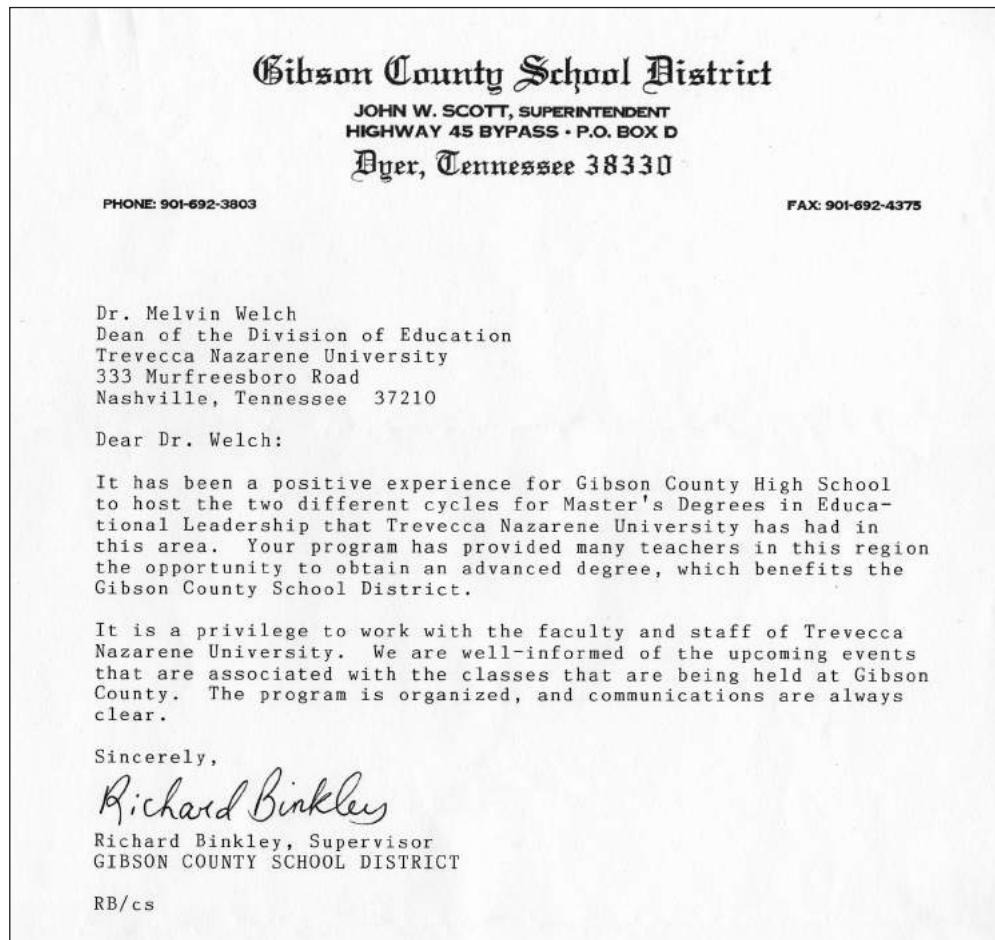 Gibson County School District
JOHN W. SCOTT, SUPERINTENDENT
HIGHWAY 45 BYPASS · P.O. BOX D
Dyer, Tennessee 38330
PHONE: 901-692-3803 FAX: 901-692-4375
Dr. Melvin Welch
Dean of the Division of Education
Trevecca Nazarene University
333 Murfreesboro Road
Nashville, Tennessee 37210
Dear Dr. Welch:
It has been a positive experience for Gibson County High School
to host the two different cycles for Master's Degrees in Educa-
tional Leadership that Trevecca Nazarene University has had in
this area. Your program has provided many teachers in this region
the opportunity to obtain an advanced degree, which benefits the
Gibson County School District.
It is a privilege to work with the faculty and staff of Trevecca
Nazarene University. We are well-informed of the upcoming events
that are associated with the classes that are being held at Gibson
County. The program is organized, and communications are always
clear.
Sincerely,
Richard Binkley
Richard Binkley, Supervisor
GIBSON COUNTY SCHOOL DISTRICT
RB/cs